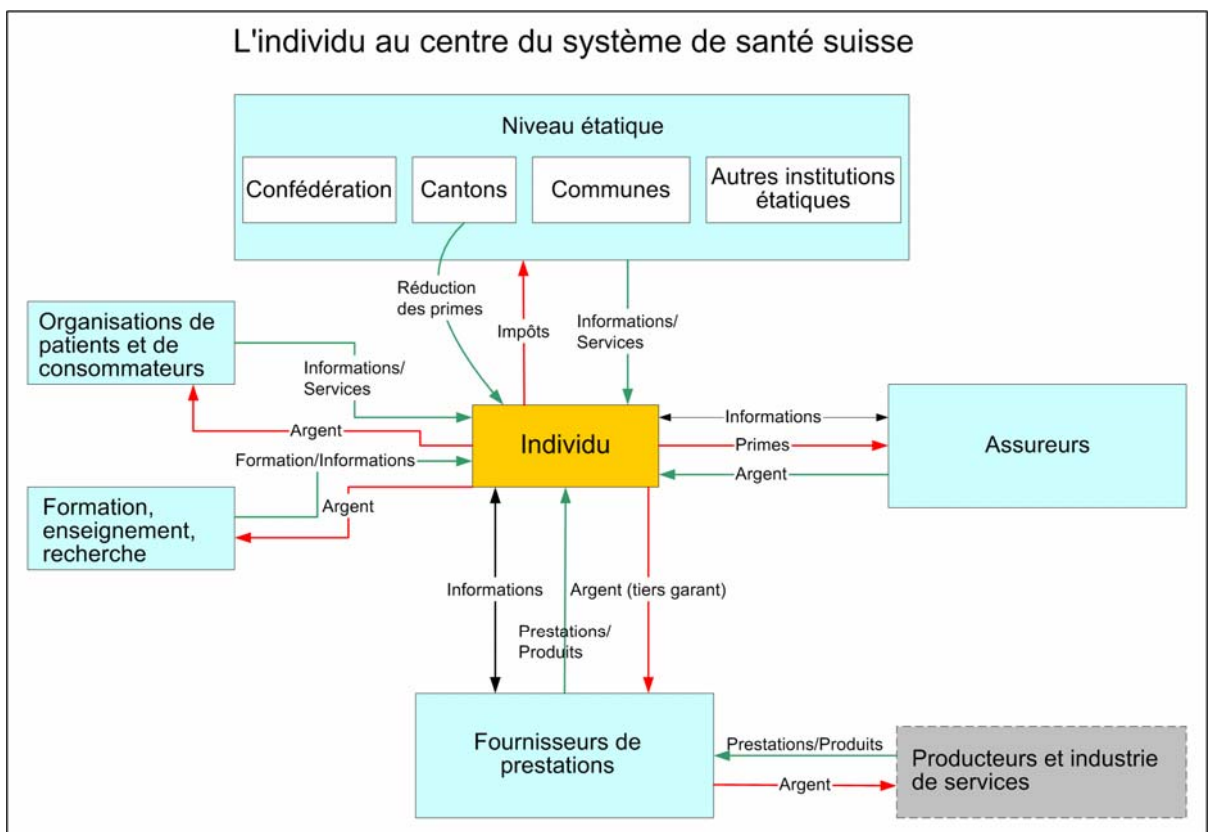 L'individu au centre du système de santé suisse
Niveau étatique
Confédération
Cantons
Communes
Autres institutions
étatiques
Réduction
des primes
Impôts
Informations/
Services
Organisations de
patients et de
consommateurs
Informations/
Services
Argent
Formation/Informations
Argent
Formation,
enseignement,
recherche
Individu
Informations
Primes
Argent
Assureurs
Informations
Argent (tiers garant)
Prestations/
Produits
Fournisseurs de
prestations
Prestations/Produits
Argent
Producteurs et industrie
de services